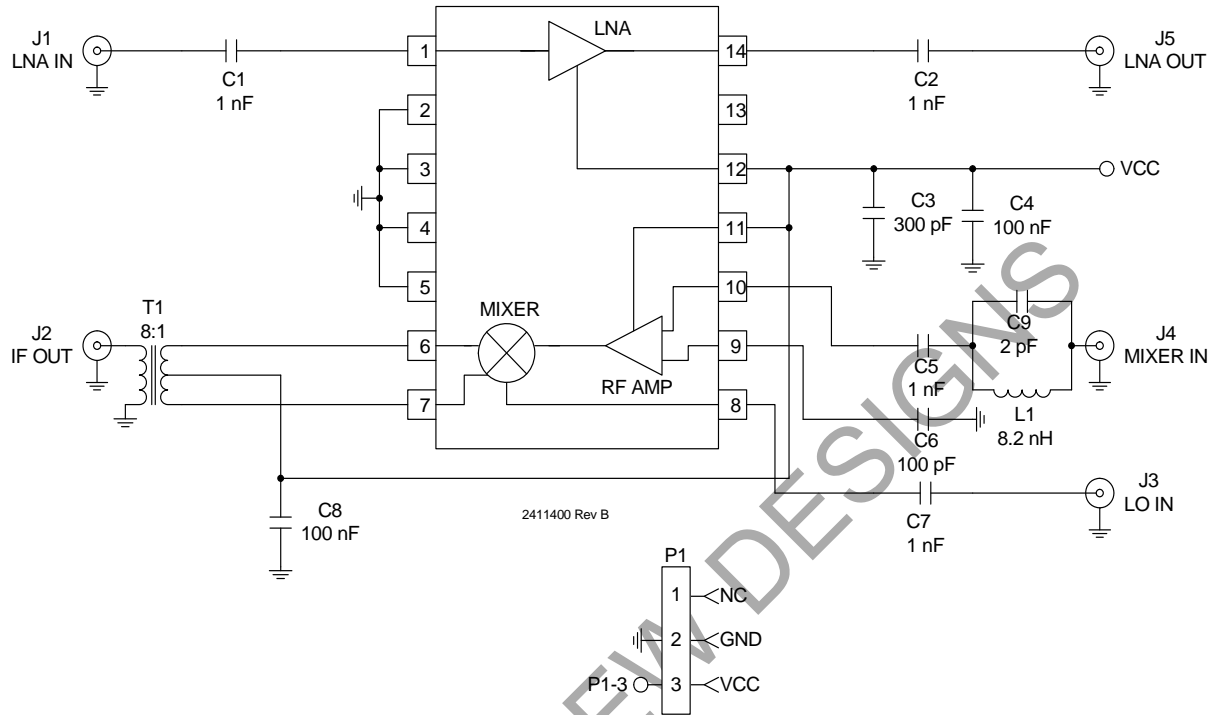 J1
LNA IN
C1
1 nF
1
LNA
14
C2
1 nF
J5
LNA OUT
2
13
3
12
VCC
C3
300 pF
C4
100 nF
4
11
5
10
T1
8:1
J2
IF OUT
MIXER
6
RF AMP
9
7
8
C5
1 nF
C9
2 pF
J4
MIXER IN
L1
8.2 nH
C6
100 pF
C8
100 nF
2411400 Rev B
C7
1 nF
J3
LO IN
P1
1
NC
2
GND
P1-3
3
VCC
EW DESIGNS